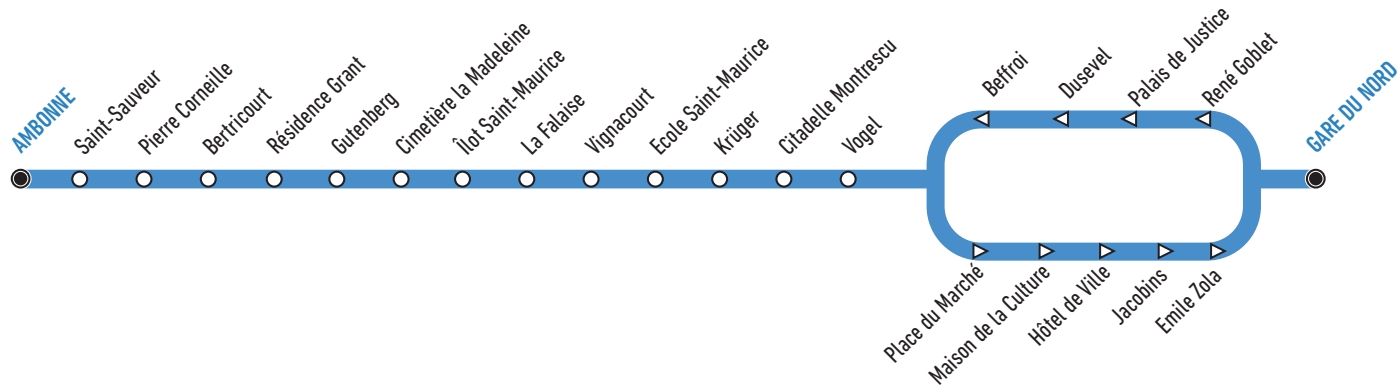 AMBONNE
Saint-Sauveur
Pierre Corneille
Bertricourt
Résidence Grant
Gutenberg
Cimetière la Madeleine
Îlot Saint-Maurice
La Falaise
Vignacourt
Ecole Saint-Maurice
Krüger
Citadelle Montrescu
Vogel
Beffroi
Dusevel
Palais de Justice
René Goblet
GARE DU NORD
Place du Marché
Maison de la Culture
Hôtel de Ville
Jacobins
Emile Zola